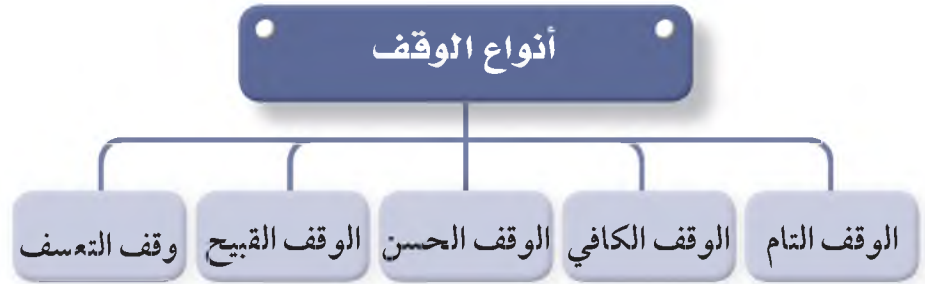 أنواع الوقف
الوقف التام
الوقف الكافي
الوقف الحسن
الوقف القبيح
وقف التعسف